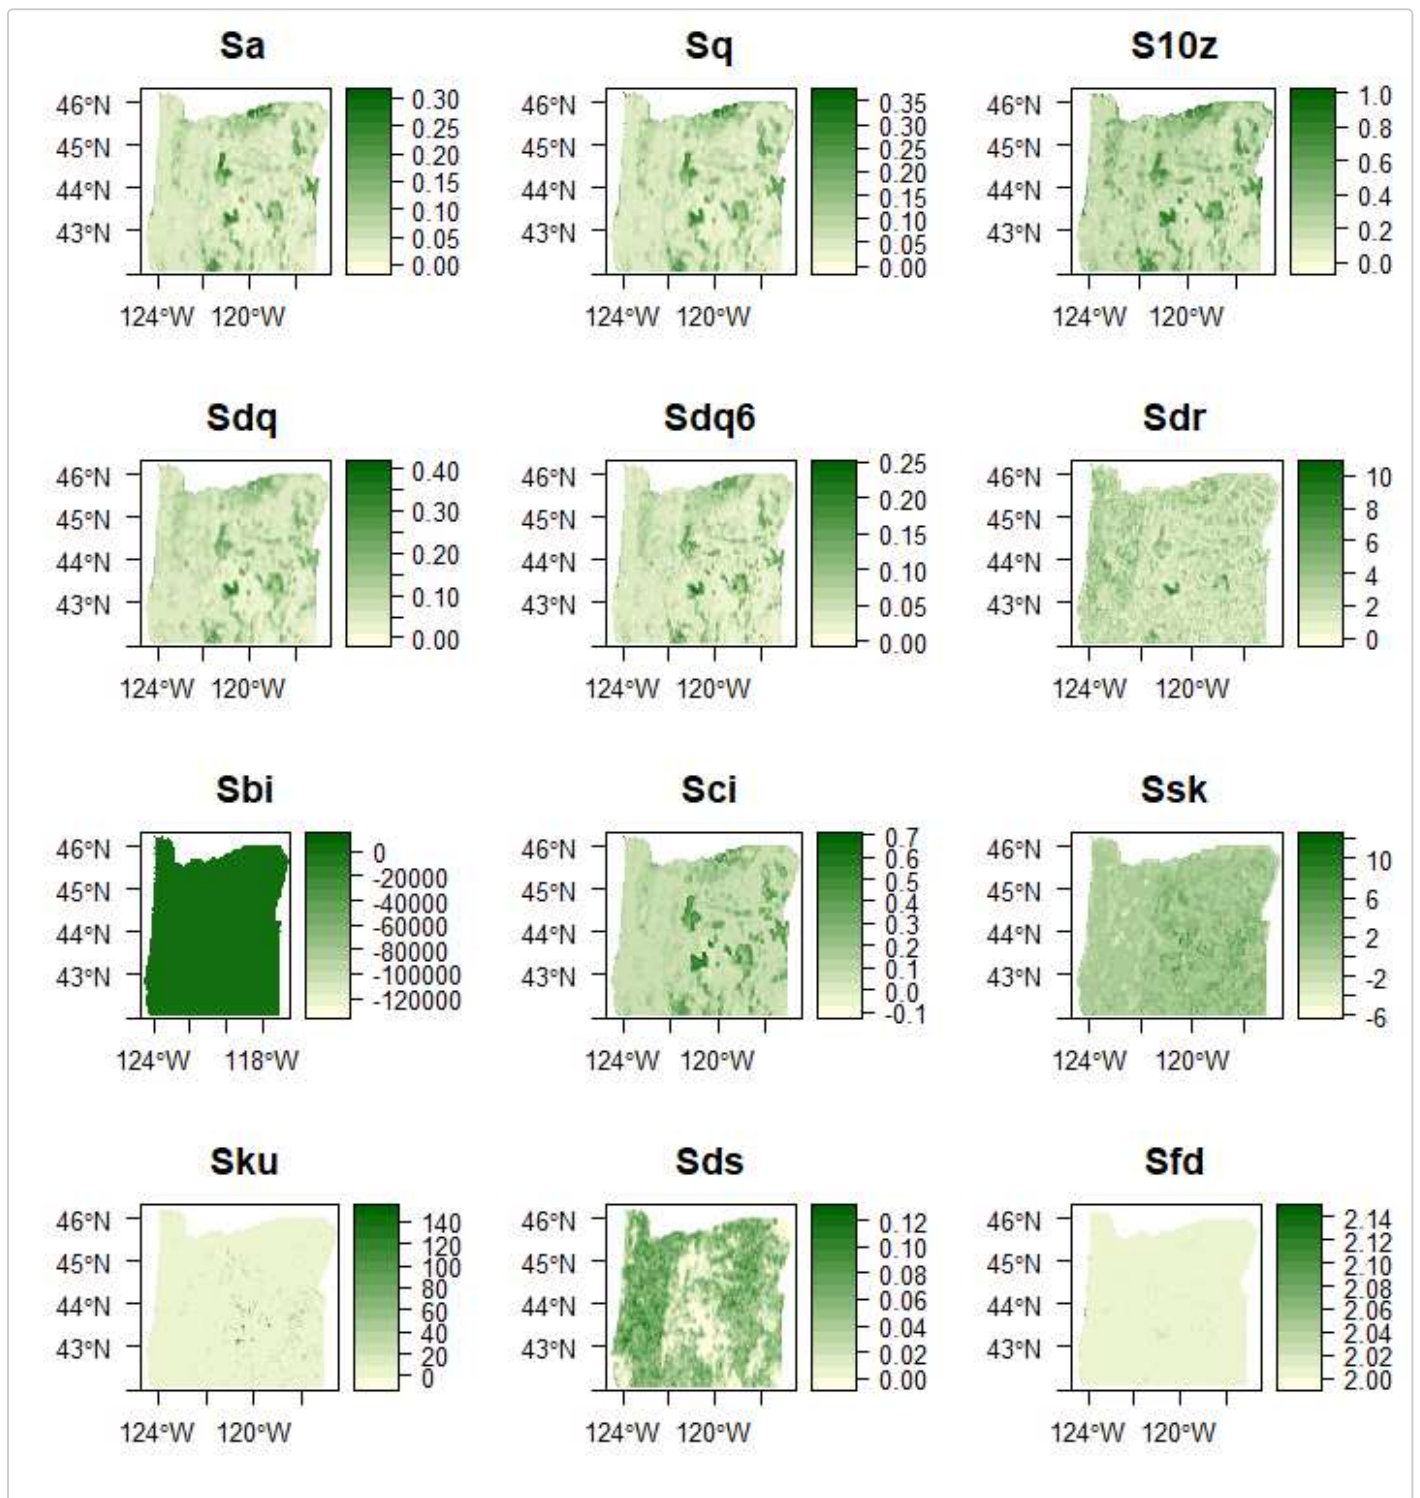 Sa Sq S10z
46°N 0.30 46°N 0.35 46°N 1.0
0.25 0.30 0.8
45°N 0.20 45°N 0.25 45°N 0.6
44°N 0.15 44°N 0.20 44°N 0.4
0.10 0.15
43°N 0.05 43°N 0.10 43°N 0.2
0.00 0.05 0.0
0.00
124°W 120°W 124°W 120°W 124°W 120°W
Sdq Sdq6 Sdr
46°N 0.40 46°N 0.25 46°N 10
45°N 0.30 45°N 0.20 45°N 8
0.20 0.15 6
44°N 44°N 0.10 44°N 4
43°N 0.10 43°N 0.05 43°N 2
0.00 0.00 0
124°W 120°W 124°W 120°W 124°W 120°W
Sbi Sci Ssk
46°N 0 46°N 0.7 46°N 10
-20000 0.6
45°N -40000 45°N 0.5 45°N 6
-60000 0.4
44°N -80000 44°N 0.3 44°N 2
0.2
43°N -100000 43°N 0.1 43°N -2
-120000 0.0
-0.1 -6
124°W 118°W 124°W 120°W 124°W 120°W
Sku Sds Sfd
46°N 140 46°N 0.12 46°N 2.14
120 0.10 2.12
45°N 100 45°N 0.08 45°N 2.10
80 2.08
44°N 60 44°N 0.06 44°N 2.06
40 0.04 2.04
43°N 20 43°N 0.02 43°N 2.02
0 0.00 2.00
124°W 120°W 124°W 120°W 124°W 120°W